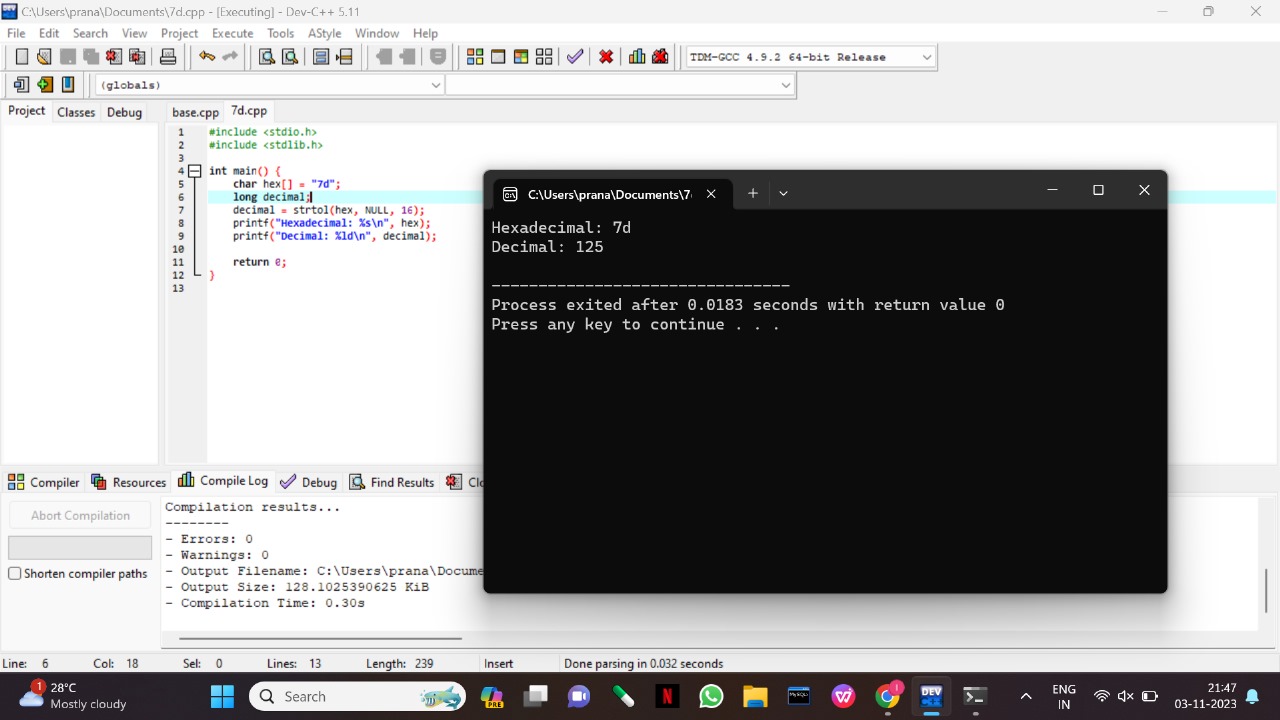 C:\Users\prana\Documents\7d.cpp - [Executing] - Dev-C++ 5.11
File Edit Search View Project Execute Tools AStyle Window Help
TDM-GCC 4.9.2 64-bit Release
(globals)
Project Classes Debug base.cpp 7d.cpp
1 #include <stdio.h>
2 #include <stdlib.h>
3
4 int main() {
5 char hex[] = "7d";
6 long decimal;
7 decimal = strtol(hex, NULL, 16);
8 printf("Hexadecimal: %s\n", hex);
9 printf("Decimal: %ld\n", decimal);
10
11 return 0;
12 }
13
C:\Users\prana\Documents\7
Hexadecimal: 7d
Decimal: 125
--------------------------------
Process exited after 0.0183 seconds with return value 0
Press any key to continue . . .
Compiler Resources Compile Log Debug Find Results Clo
Abort Compilation
Shorten compiler paths
Compilation results...
--------
- Errors: 0
- Warnings: 0
- Output Filename: C:\Users\prana\Docume
- Output Size: 128.1025390625 KiB
- Compilation Time: 0.30s
Line: 6 Col: 18 Sel: 0 Lines: 13 Length: 239 Insert Done parsing in 0.032 seconds
1
28°C
Mostly cloudy
Search
PRE
N
MySQL
W
1
DEV
C++
ENG
IN
21:47
03-11-2023